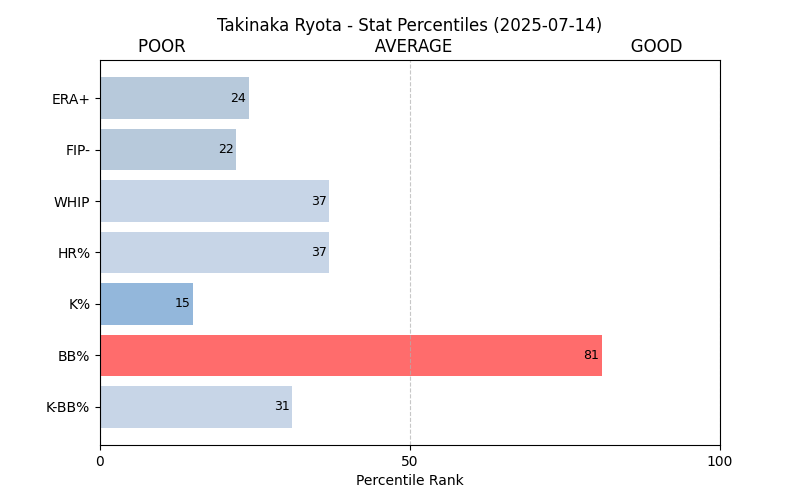 Takinaka Ryota - Stat Percentiles (2025-07-14)
POOR AVERAGE GOOD
ERA+ 24
FIP- 22
WHIP 37
HR% 37
K% 15
BB% 81
K-BB% 31
0 50 100
Percentile Rank